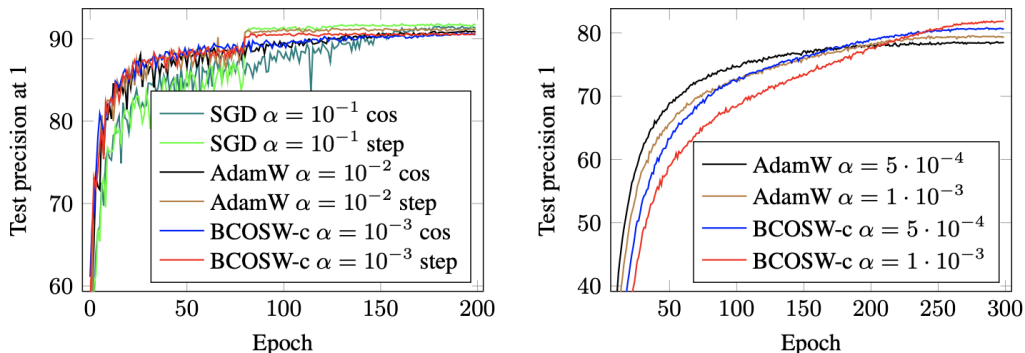 Test precision at 1
90
80
70
60
0
50
100
150
200
Epoch
SGD α = 10⁻¹ cos
SGD α = 10⁻¹ step
AdamW α = 10⁻² cos
AdamW α = 10⁻² step
BCOSW-c α = 10⁻³ cos
BCOSW-c α = 10⁻³ step
Test precision at 1
80
70
60
50
40
50
100
150
200
250
300
Epoch
AdamW α = 5 · 10⁻⁴
AdamW α = 1 · 10⁻³
BCOSW-c α = 5 · 10⁻⁴
BCOSW-c α = 1 · 10⁻³